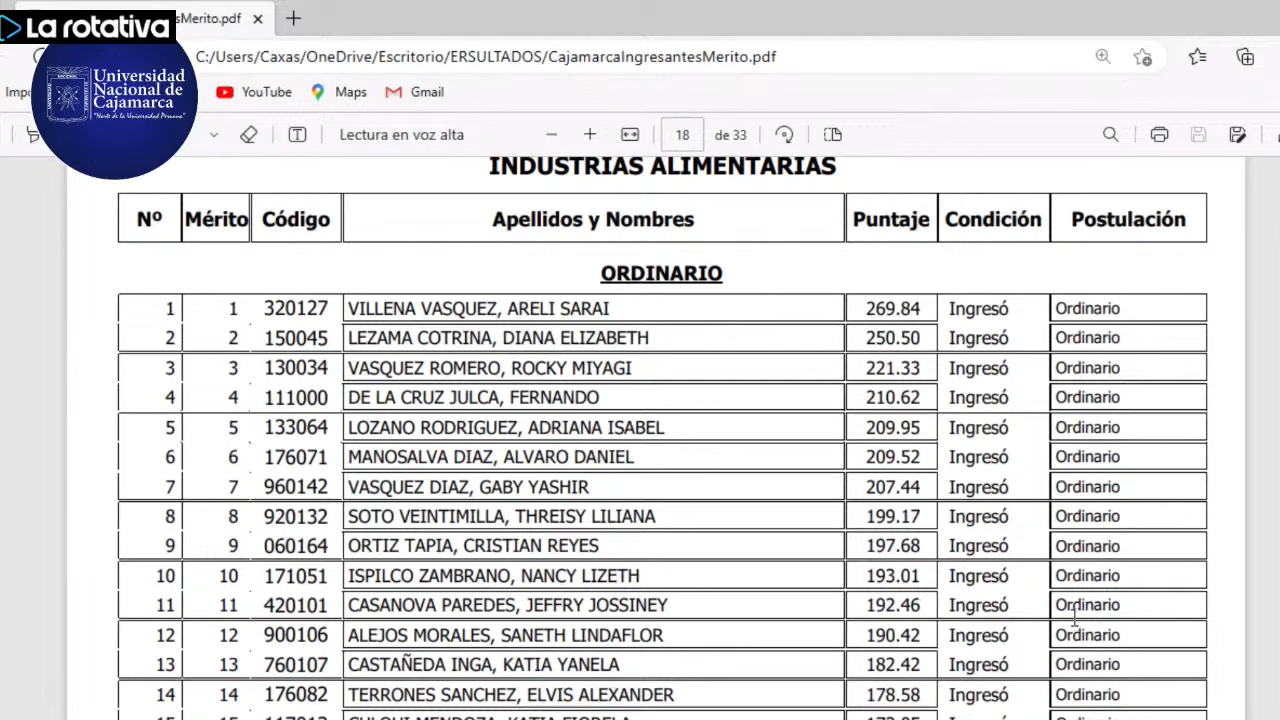 La rotativa
sMerito.pdf
C:/Users/Caxas/OneDrive/Escritorio/ERSULTADOS/CajamarcaIngresantesMerito.pdf
Universidad
Nacional de
Cajamarca
"Norte de la Universidad Peruana"
YouTube Maps Gmail
Lectura en voz alta 18 de 33
INDUSTRIAS ALIMENTARIAS
Nº Mérito Código Apellidos y Nombres Puntaje Condición Postulación
ORDINARIO
1 1 320127 VILLENA VASQUEZ, ARELI SARAI 269.84 Ingresó Ordinario
2 2 150045 LEZAMA COTRINA, DIANA ELIZABETH 250.50 Ingresó Ordinario
3 3 130034 VASQUEZ ROMERO, ROCKY MIYAGI 221.33 Ingresó Ordinario
4 4 111000 DE LA CRUZ JULCA, FERNANDO 210.62 Ingresó Ordinario
5 5 133064 LOZANO RODRIGUEZ, ADRIANA ISABEL 209.95 Ingresó Ordinario
6 6 176071 MANOSALVA DIAZ, ALVARO DANIEL 209.52 Ingresó Ordinario
7 7 960142 VASQUEZ DIAZ, GABY YASHIR 207.44 Ingresó Ordinario
8 8 920132 SOTO VEINTIMILLA, THREISY LILIANA 199.17 Ingresó Ordinario
9 9 060164 ORTIZ TAPIA, CRISTIAN REYES 197.68 Ingresó Ordinario
10 10 171051 ISPILCO ZAMBRANO, NANCY LIZETH 193.01 Ingresó Ordinario
11 11 420101 CASANOVA PAREDES, JEFFRY JOSSINEY 192.46 Ingresó Ordinario
12 12 900106 ALEJOS MORALES, SANETH LINDAFLOR 190.42 Ingresó Ordinario
13 13 760107 CASTAÑEDA INGA, KATIA YANELA 182.42 Ingresó Ordinario
14 14 176082 TERRONES SANCHEZ, ELVIS ALEXANDER 178.58 Ingresó Ordinario